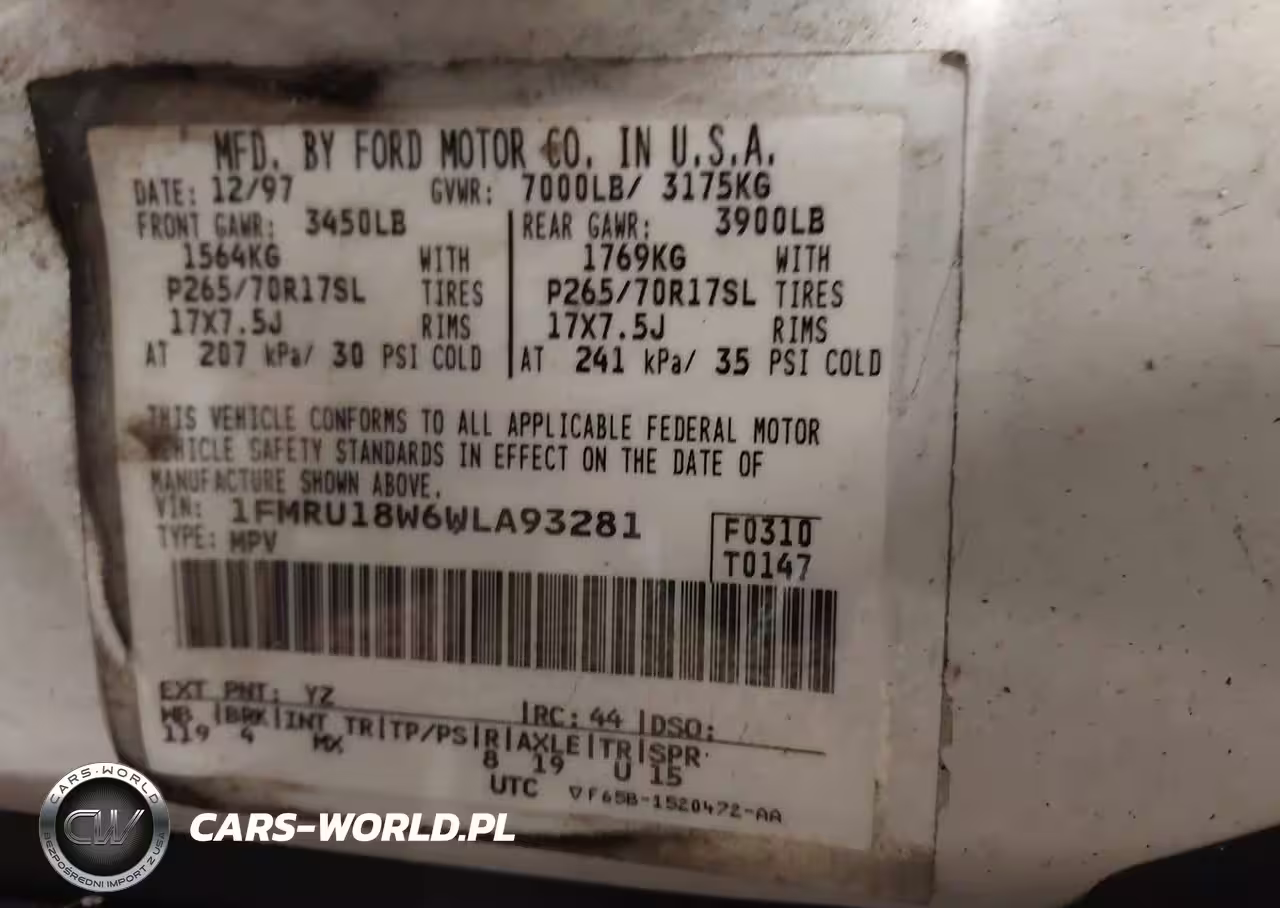 MFD. BY FORD MOTOR CO. IN U.S.A.
DATE: 12/97 GVWR: 7000LB/ 3175KG
FRONT GAWR: 3450LB
1564KG WITH
P265/70R17SL TIRES
17X7.5J RIMS
AT 207 kPa/ 30 PSI COLD
REAR GAWR: 3900LB
1769KG WITH
P265/70R17SL TIRES
17X7.5J RIMS
AT 241 kPa/ 35 PSI COLD
THIS VEHICLE CONFORMS TO ALL APPLICABLE FEDERAL MOTOR
VEHICLE SAFETY STANDARDS IN EFFECT ON THE DATE OF
MANUFACTURE SHOWN ABOVE.
VIN: 1FMRU18W6WLA93281
TYPE: MPV
F0310
T0147
EXT PNT: YZ |RC: 44 |DSO:
WB |BRK|INT TR|TP/PS|R|AXLE|TR|SPR
119 4 MX 8 19 U 15
UTC ▽F65B-1520472-AA
CARS-WORLD
CW
BEZPOŚREDNI IMPORT Z USA
CARS-WORLD.PL